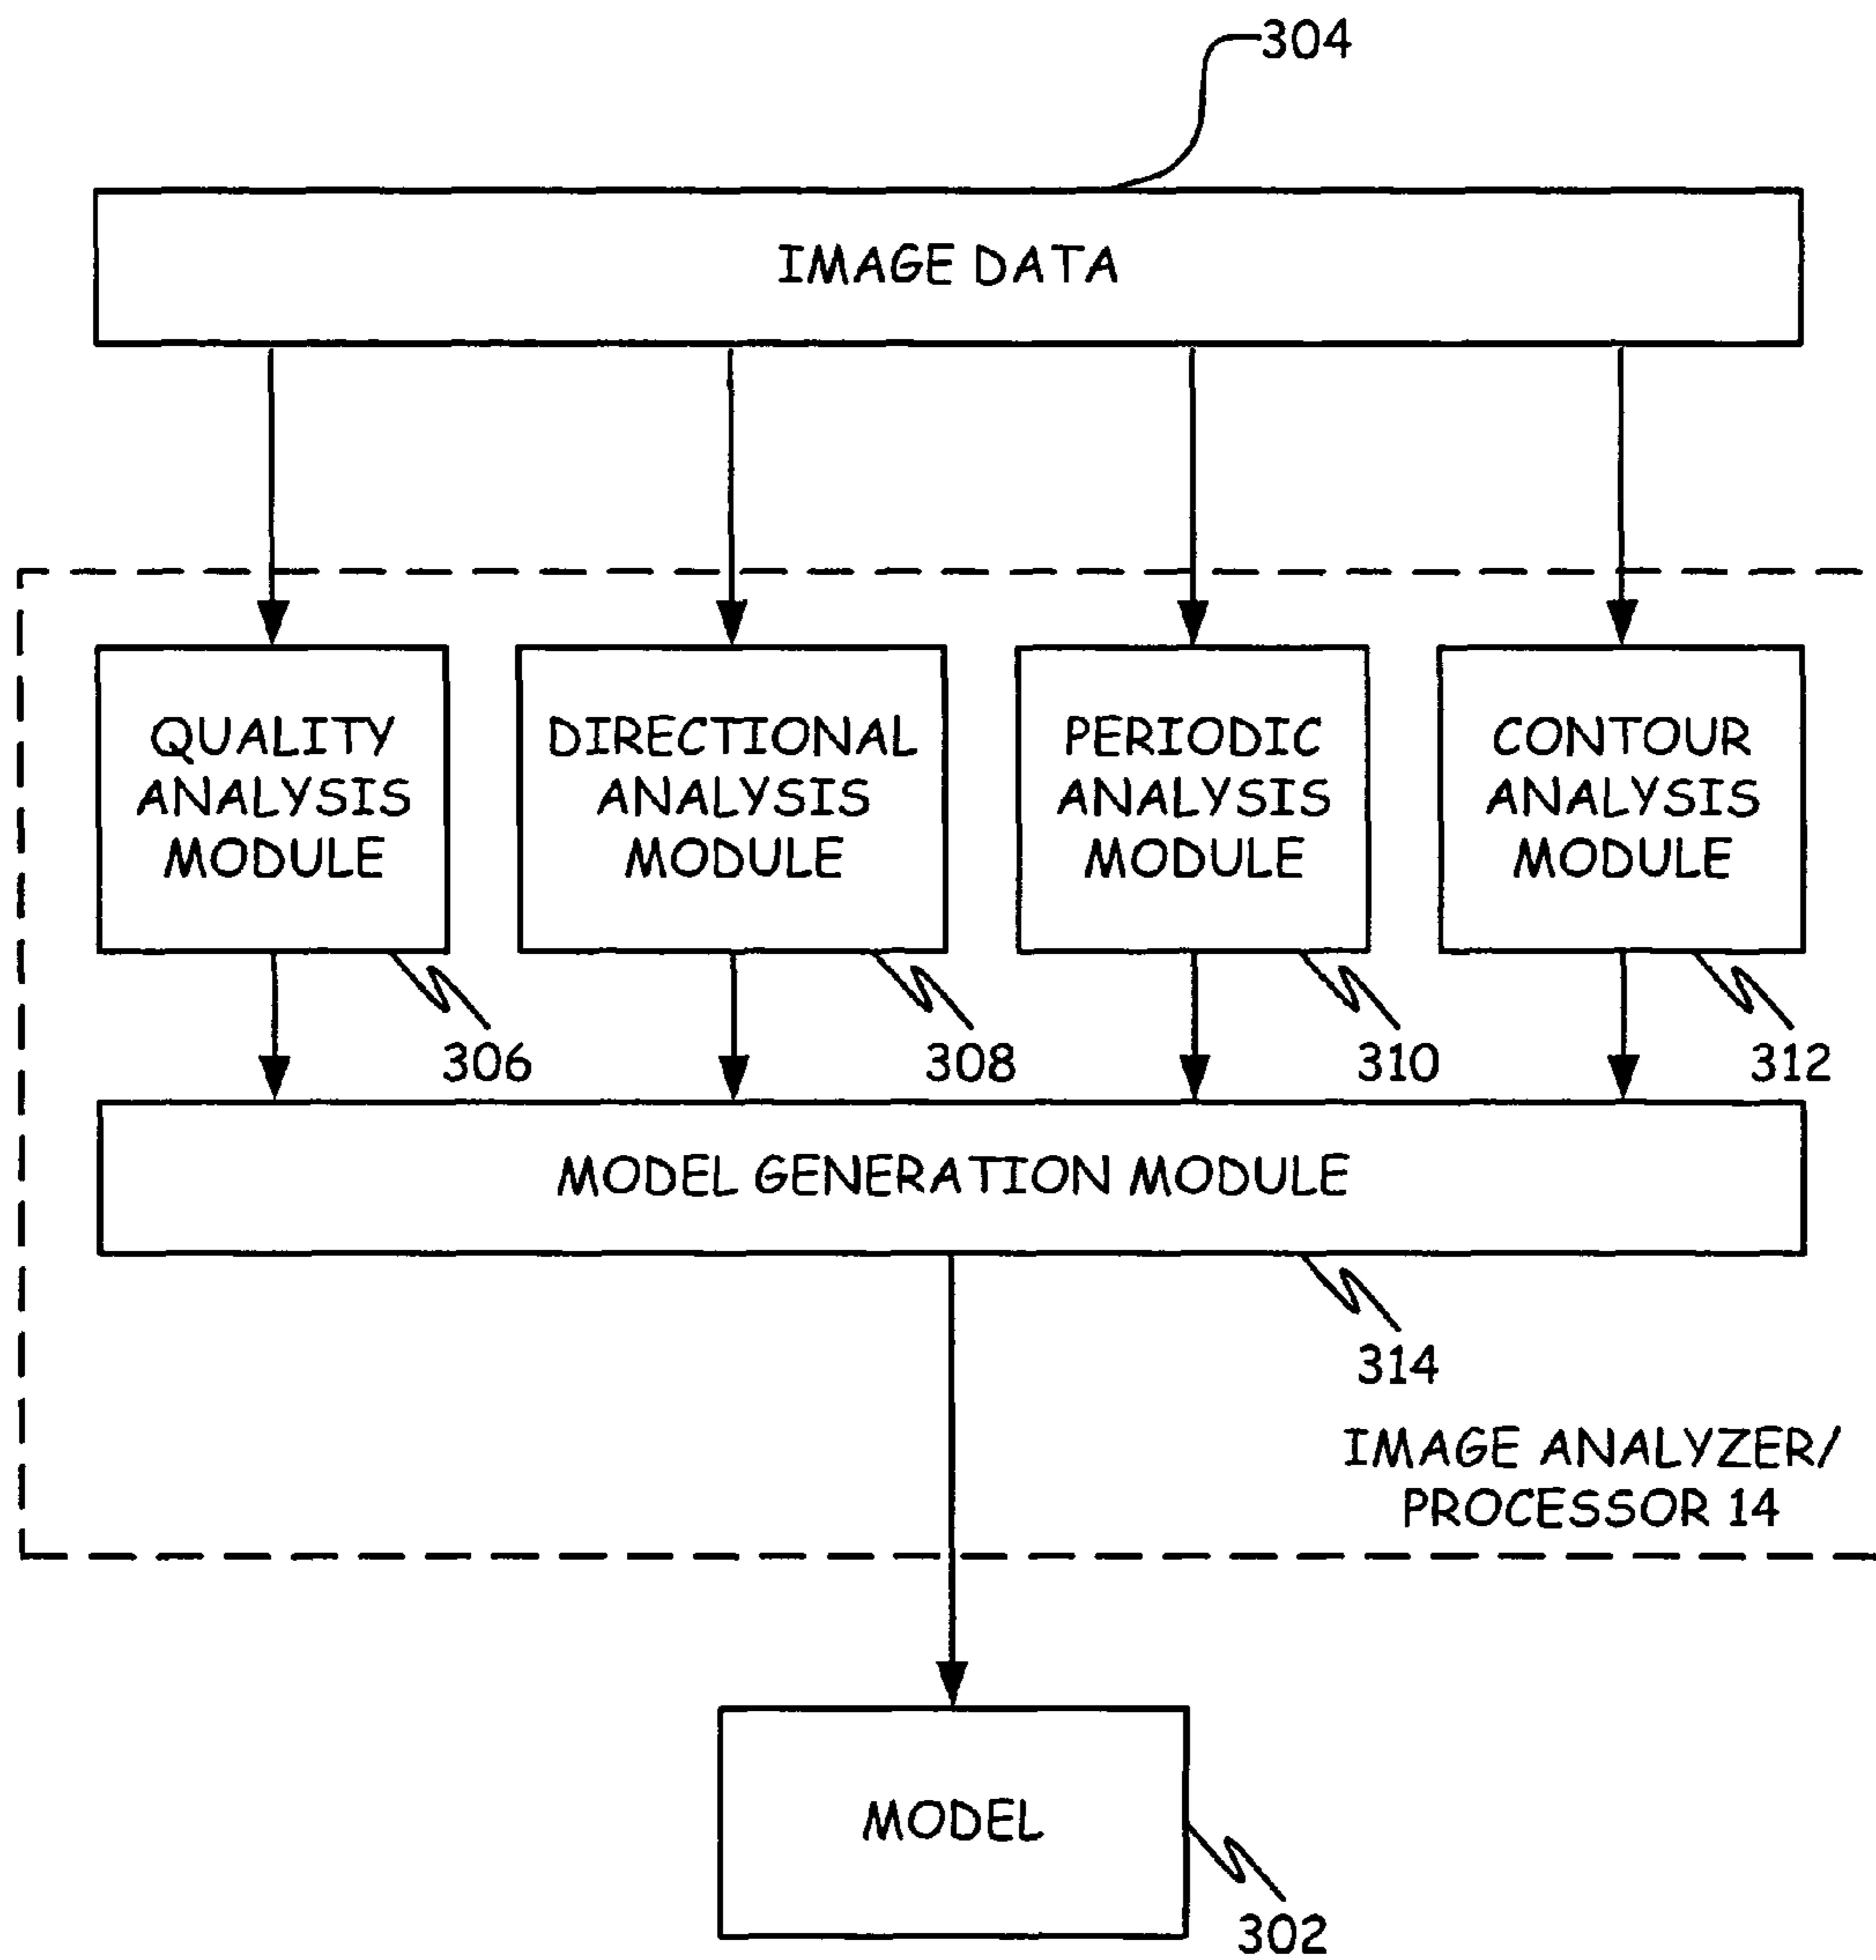 304
IMAGE DATA
QUALITY
ANALYSIS
MODULE
DIRECTIONAL
ANALYSIS
MODULE
PERIODIC
ANALYSIS
MODULE
CONTOUR
ANALYSIS
MODULE
306
308
310
312
MODEL GENERATION MODULE
314
IMAGE ANALYZER/
PROCESSOR 14
MODEL
302